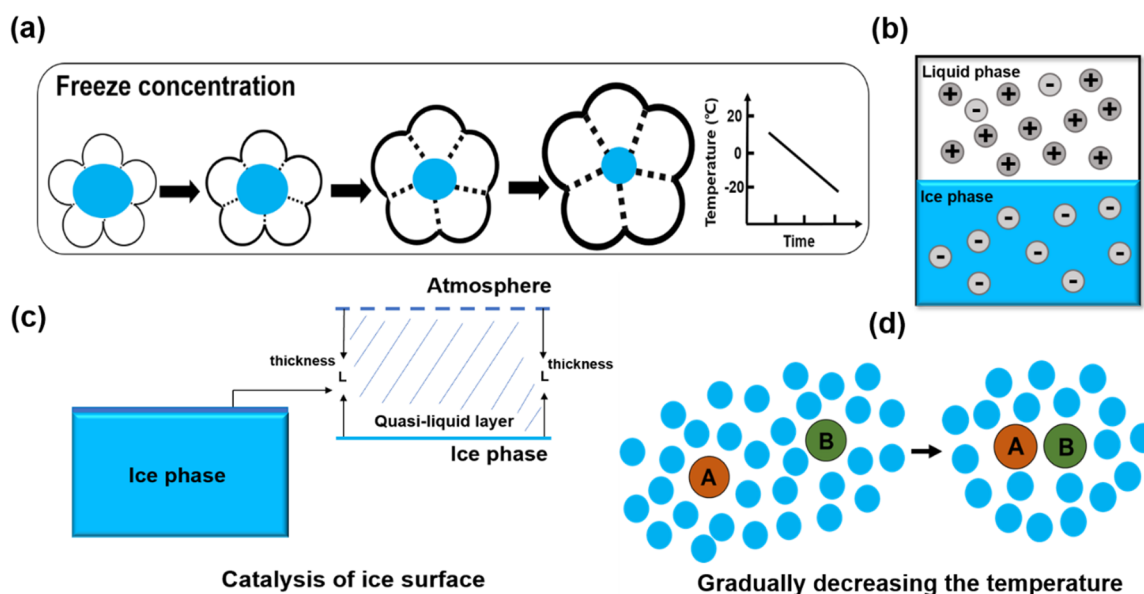 (a)
Freeze concentration
Temperature (℃)
20
0
-20
Time
(b)
Liquid phase
+ + - + - + + + + + + +
Ice phase
- - - - - - - -
(c)
Atmosphere
thickness
L
thickness
L
Quasi-liquid layer
Ice phase
Ice phase
Catalysis of ice surface
(d)
A
B
A
B
Gradually decreasing the temperature